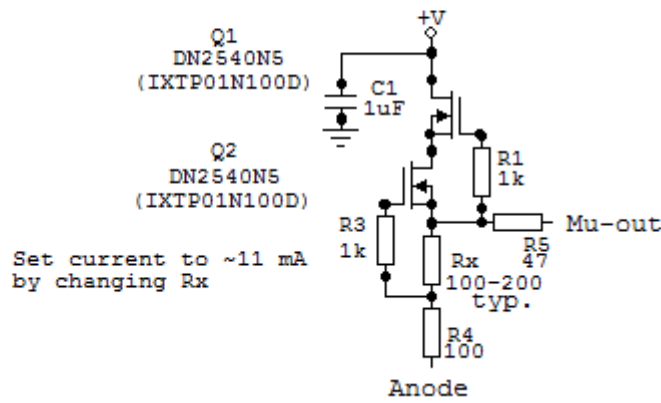 +V
Q1
DN2540N5
(IXTP01N100D)
C1
1uF
Q2
DN2540N5
(IXTP01N100D)
R1
1k
R3
1k
Mu-out
R5
47
Set current to ~11 mA
by changing Rx
Rx
100-200
typ.
R4
100
Anode